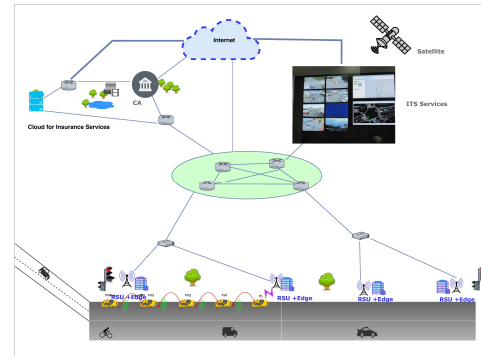 Internet
Satellite
CA
ITS Services
Cloud for Insurance Services
RSU +Edge
RSU +Edge
RSU +Edge
RSU +Edge